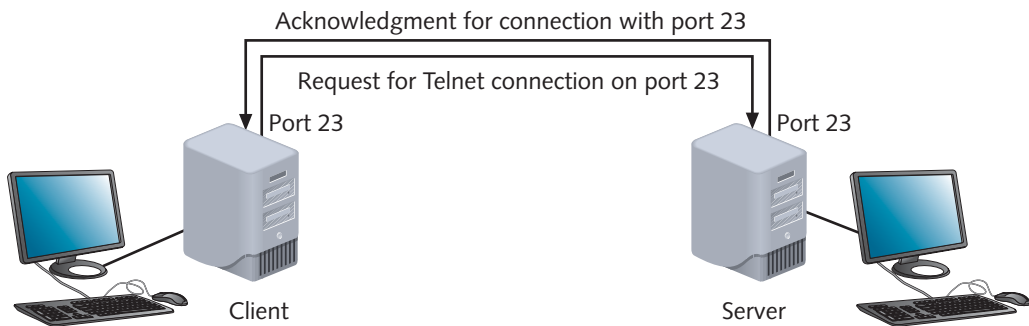 Acknowledgment for connection with port 23
Request for Telnet connection on port 23
Port 23
Port 23
Client
Server